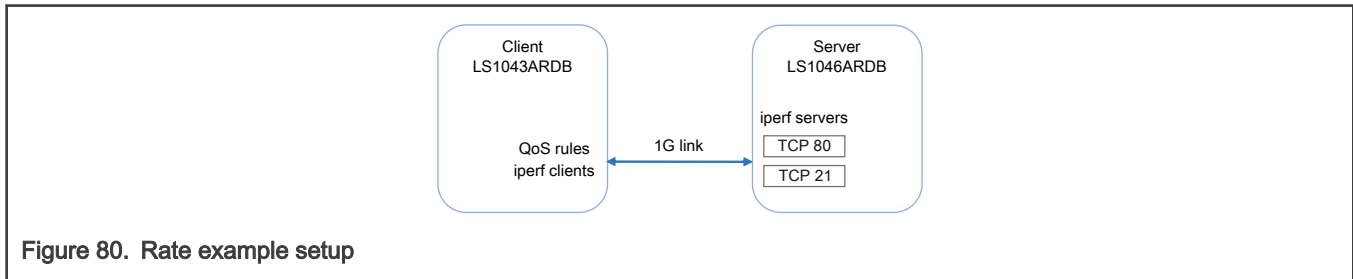 Client
LS1043ARDB
QoS rules
iperf clients
1G link
Server
LS1046ARDB
iperf servers
TCP 80
TCP 21
Figure 80. Rate example setup